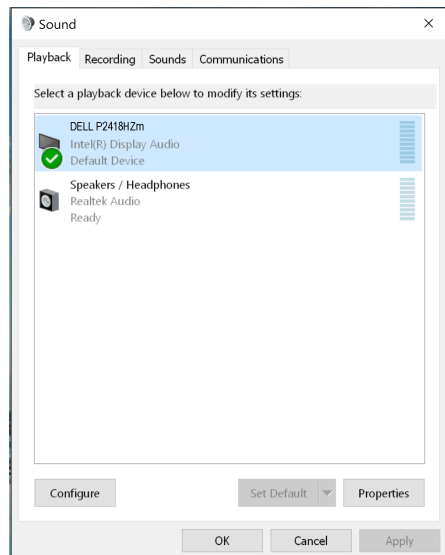 Sound
Playback Recording Sounds Communications
Select a playback device below to modify its settings:
DELL P2418HZm
Intel(R) Display Audio
Default Device
Speakers / Headphones
Realtek Audio
Ready
Configure Set Default Properties
OK Cancel Apply